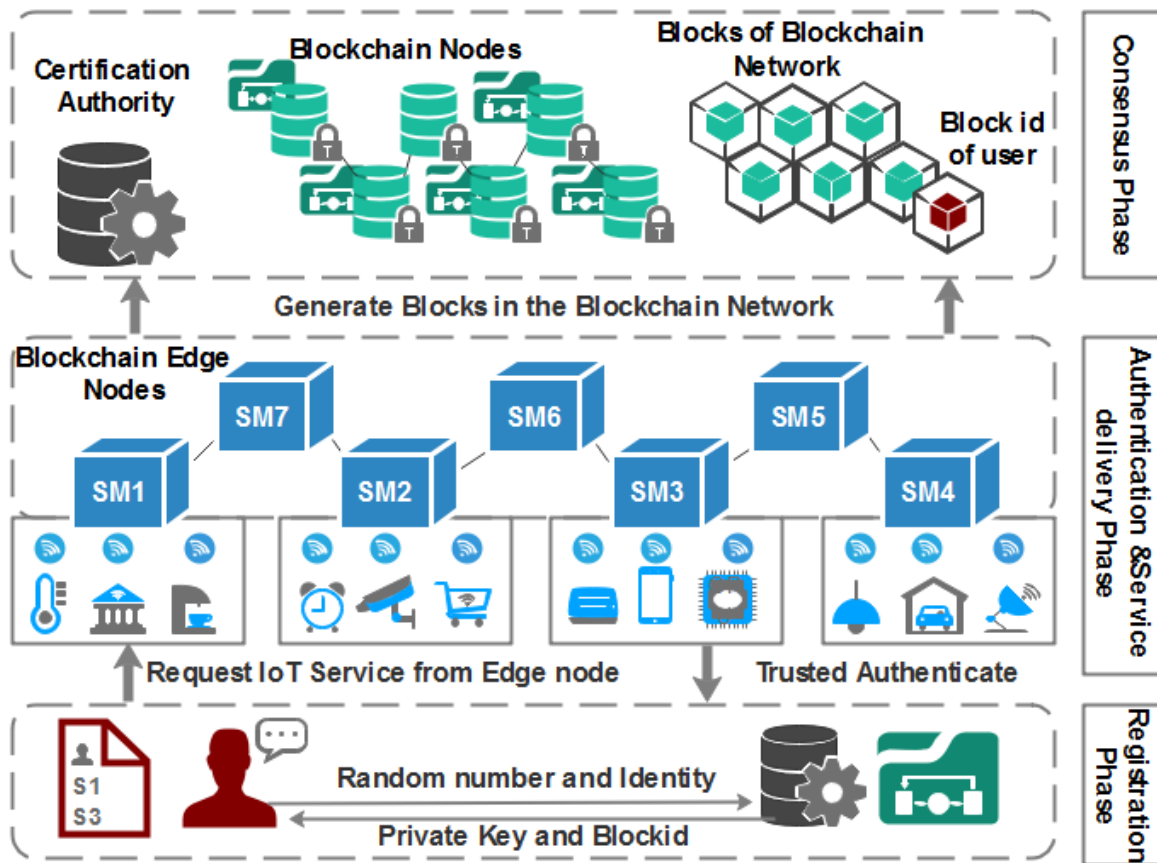 Certification
Authority
Blockchain Nodes
Blocks of Blockchain
Network
Block id
of user
T
T
T
T
T
T
Consensus Phase
Generate Blocks in the Blockchain Network
Blockchain Edge
Nodes
SM7
SM6
SM5
SM1
SM2
SM3
SM4
Authentication &Service
delivery Phase
Request IoT Service from Edge node
Trusted Authenticate
S1
S3
Random number and Identity
Private Key and Blockid
Registration
Phase